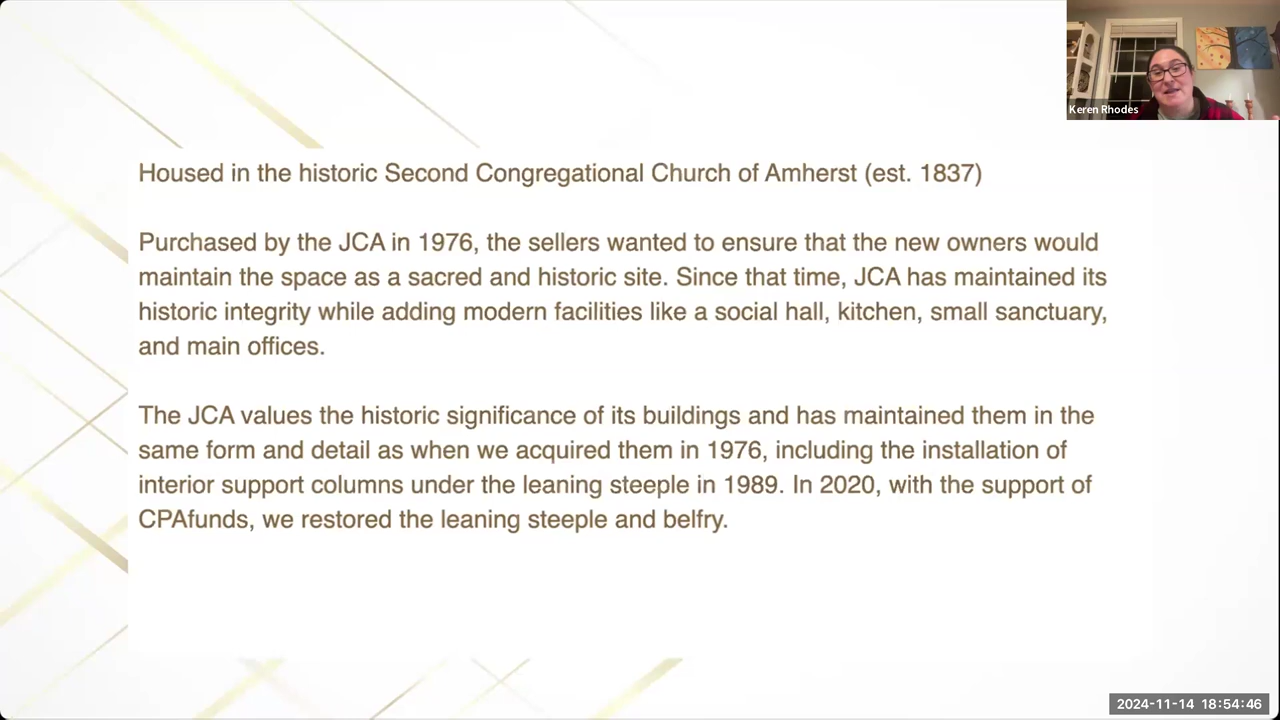 Keren Rhodes
Housed in the historic Second Congregational Church of Amherst (est. 1837)
Purchased by the JCA in 1976, the sellers wanted to ensure that the new owners would
maintain the space as a sacred and historic site. Since that time, JCA has maintained its
historic integrity while adding modern facilities like a social hall, kitchen, small sanctuary,
and main offices.
The JCA values the historic significance of its buildings and has maintained them in the
same form and detail as when we acquired them in 1976, including the installation of
interior support columns under the leaning steeple in 1989. In 2020, with the support of
CPAfunds, we restored the leaning steeple and belfry.
2024-11-14 18:54:46